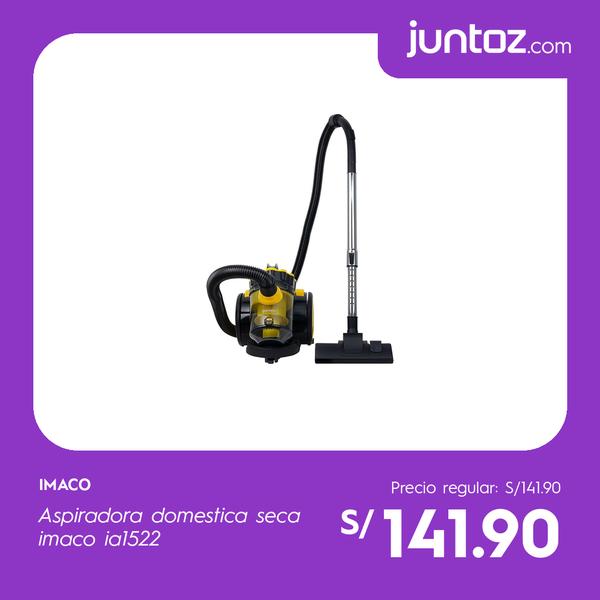 juntoz.com
IMACO
Aspiradora domestica seca
imaco ia1522
Precio regular: S/141.90
S/141.90